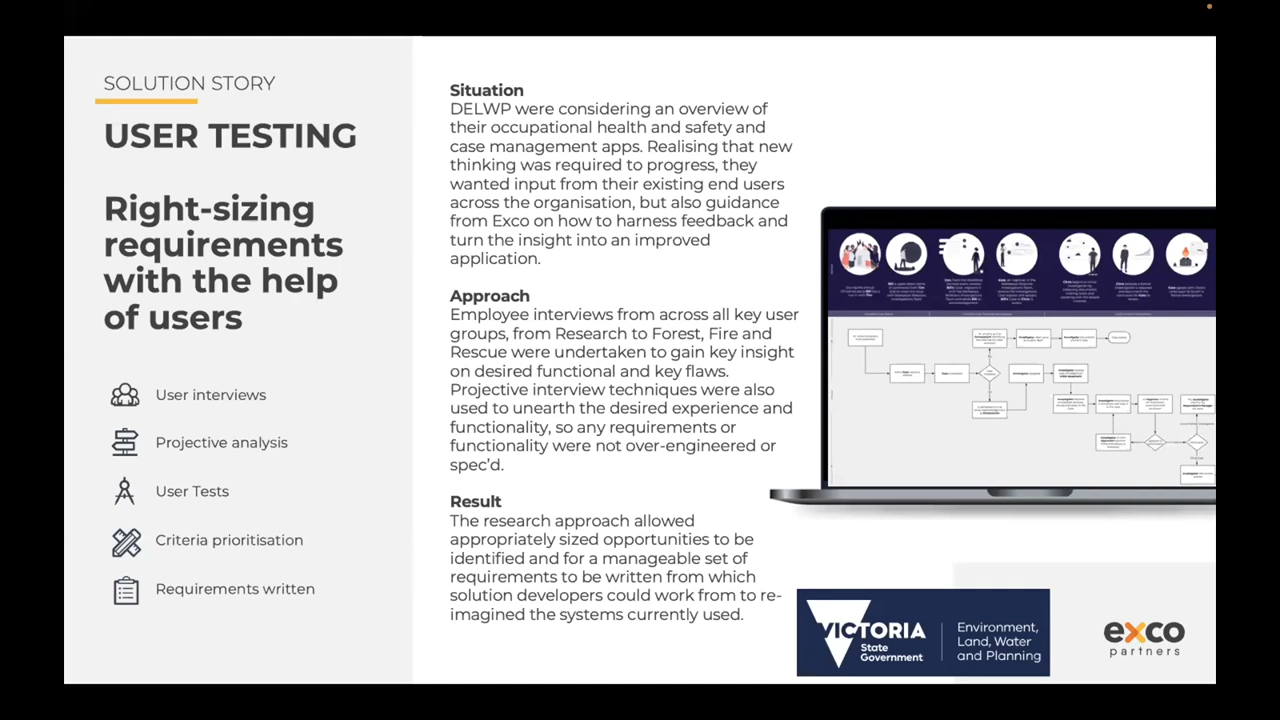 SOLUTION STORY
USER TESTING
Right-sizing
requirements
with the help
of users
User interviews
Projective analysis
User Tests
Criteria prioritisation
Requirements written
Situation
DELWP were considering an overview of
their occupational health and safety and
case management apps. Realising that new
thinking was required to progress, they
wanted input from their existing end users
across the organisation, but also guidance
from Exco on how to harness feedback and
turn the insight into an improved
application.
Approach
Employee interviews from across all key user
groups, from Research to Forest, Fire and
Rescue were undertaken to gain key insight
on desired functional and key flaws.
Projective interview techniques were also
used to unearth the desired experience and
functionality, so any requirements or
functionality were not over-engineered or
spec’d.
Result
The research approach allowed
appropriately sized opportunities to be
identified and for a manageable set of
requirements to be written from which
solution developers could work from to re-
imagined the systems currently used.
VICTORIA
State
Government
Environment,
Land, Water
and Planning
exco
partners